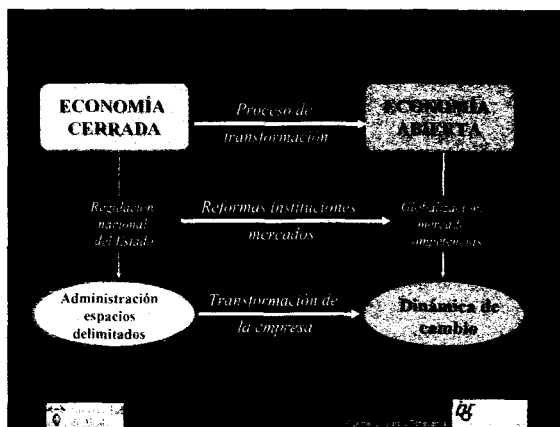 ECONOMÍA
CERRADA
Proceso de
transformación
ECONOMÍA
ABIERTA
Regulación
nacional
del Estado
Reformas instituciones
mercados
Globalización,
mercado
competencias
Administración
espacios
delimitados
Transformación de
la empresa
Dinámica de
cambio